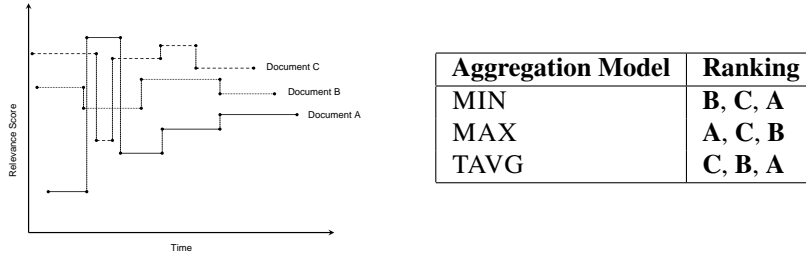 Relevance Score
Document C
Document B
Document A
Time
Aggregation Model Ranking
MIN B, C, A
MAX A, C, B
TAVG C, B, A